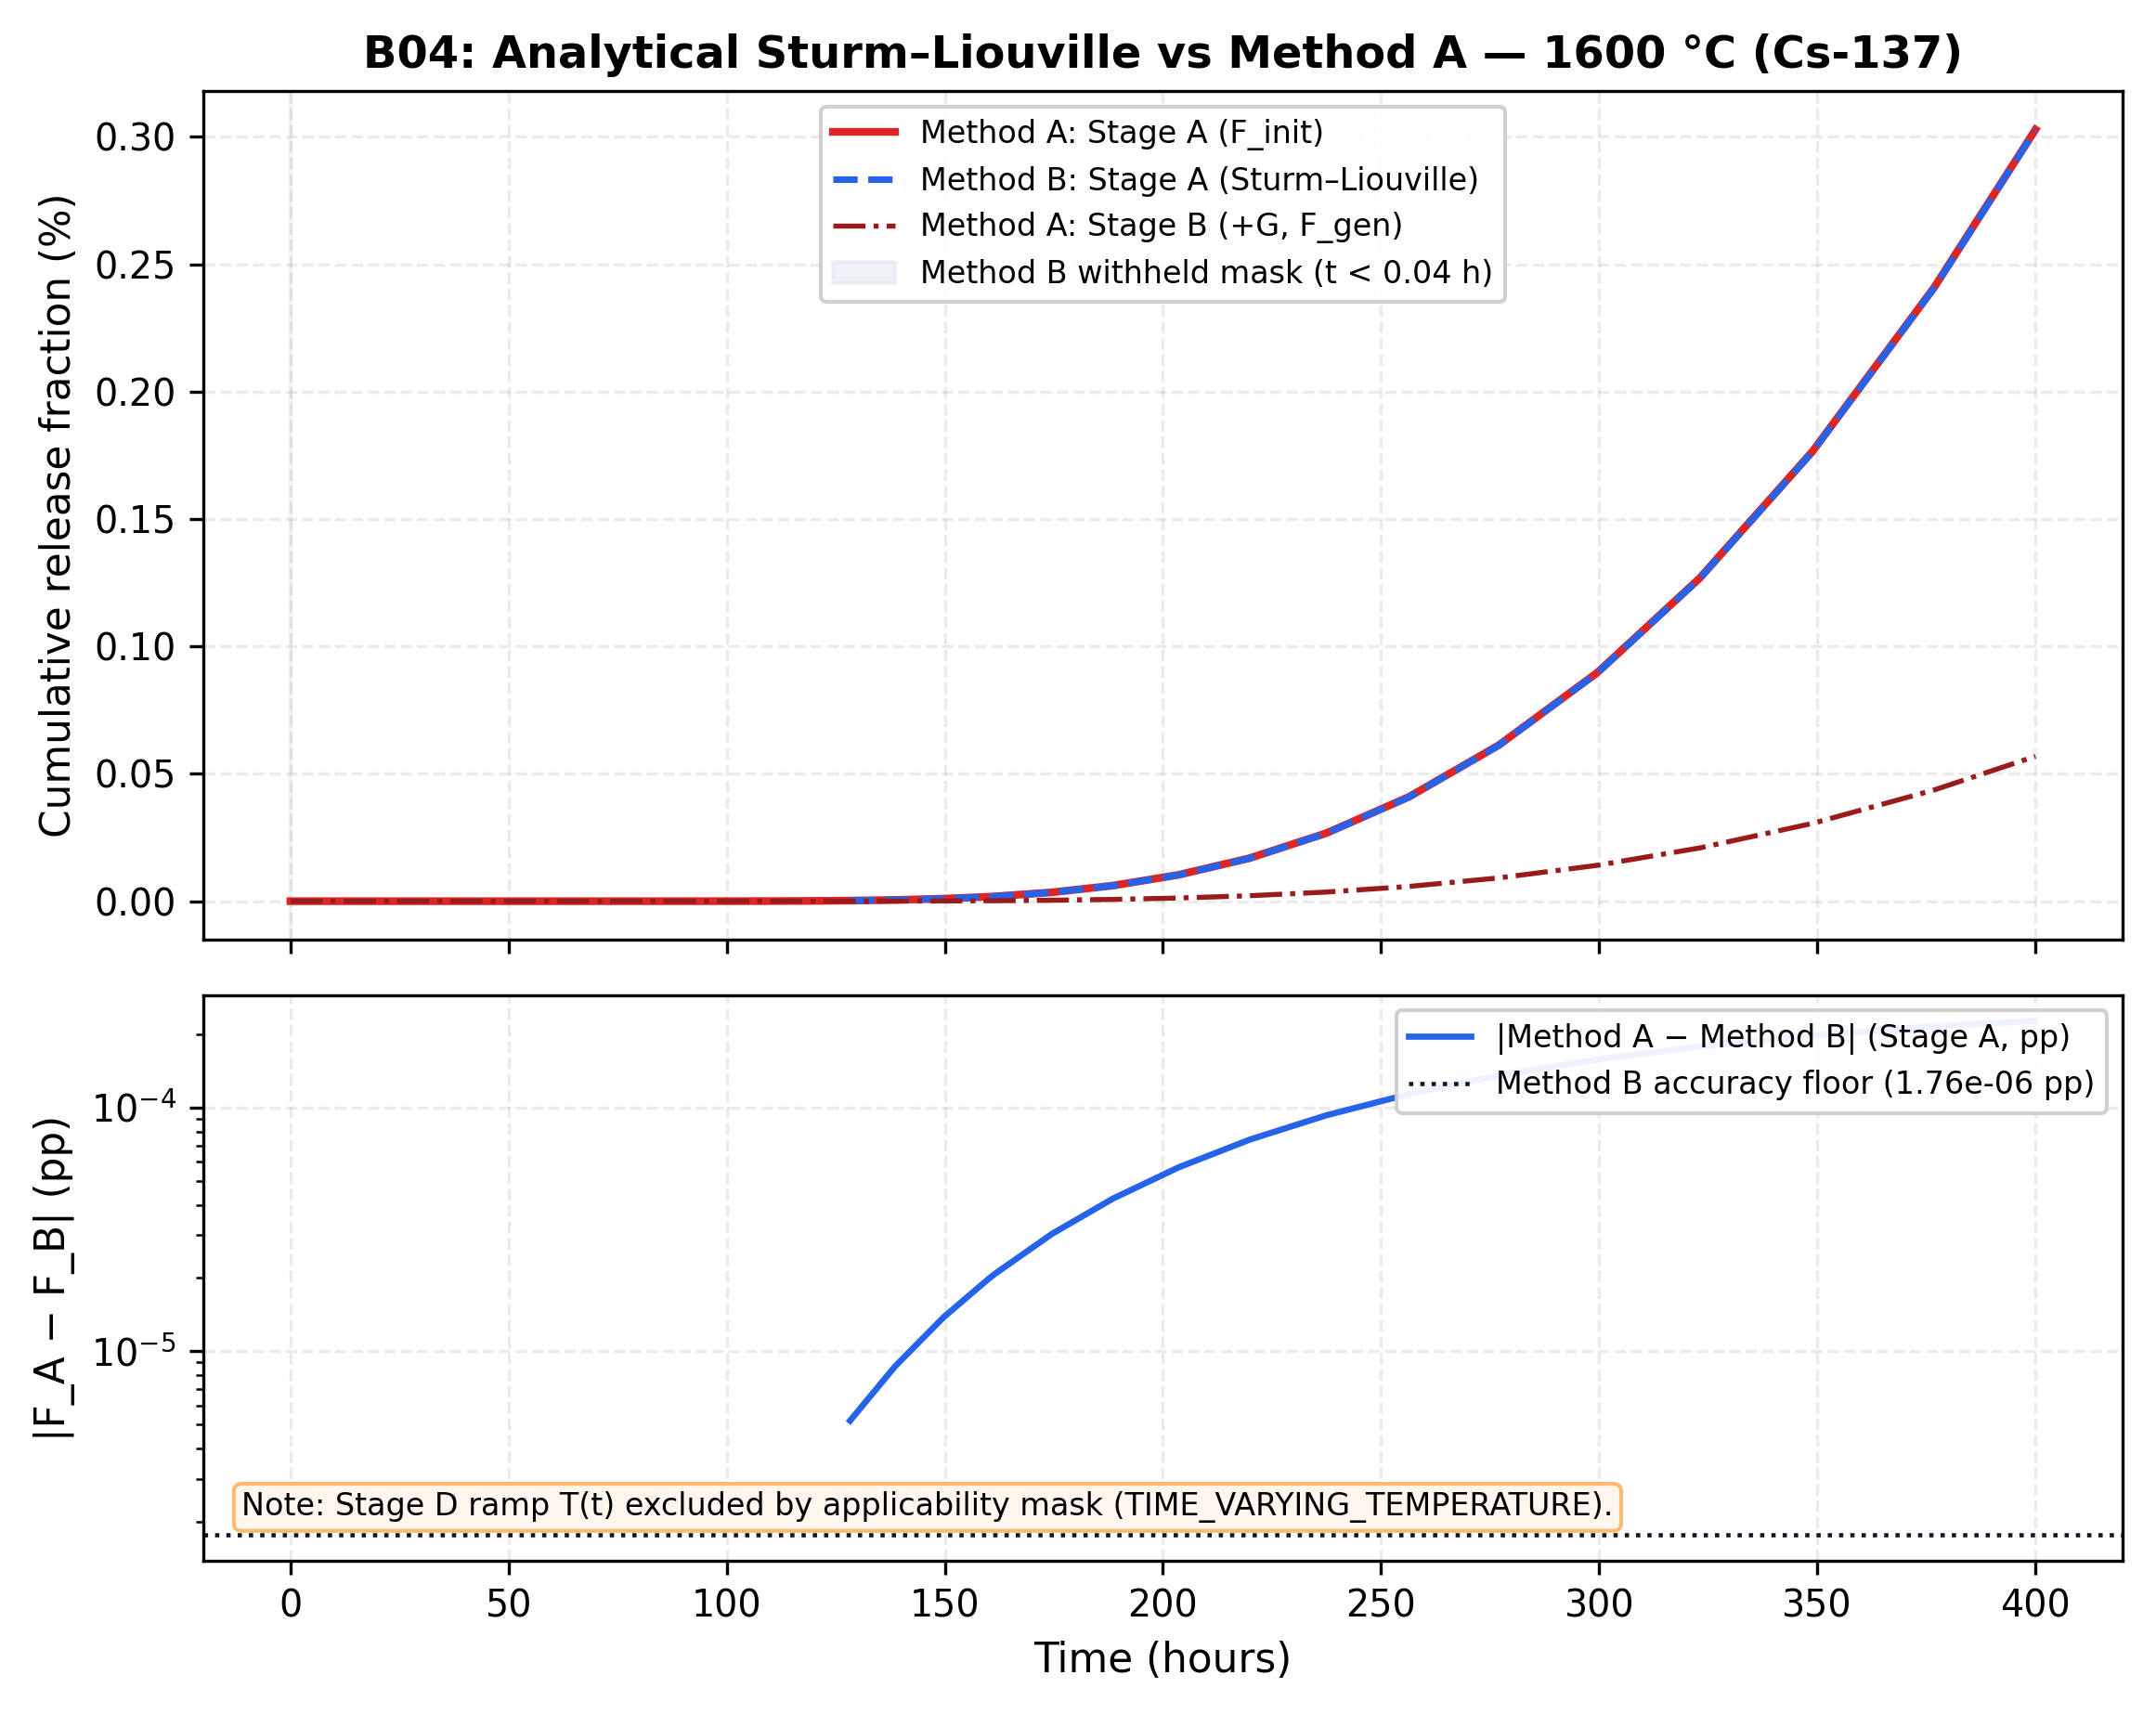 B04: Analytical Sturm–Liouville vs Method A — 1600 °C (Cs-137)
Cumulative release fraction (%)
0.30
0.25
0.20
0.15
0.10
0.05
0.00
Method A: Stage A (F_init)
Method B: Stage A (Sturm–Liouville)
Method A: Stage B (+G, F_gen)
Method B withheld mask (t < 0.04 h)
|F_A − F_B| (pp)
10⁻⁴
10⁻⁵
|Method A − Method B| (Stage A, pp)
Method B accuracy floor (1.76e-06 pp)
Note: Stage D ramp T(t) excluded by applicability mask (TIME_VARYING_TEMPERATURE).
0 50 100 150 200 250 300 350 400
Time (hours)